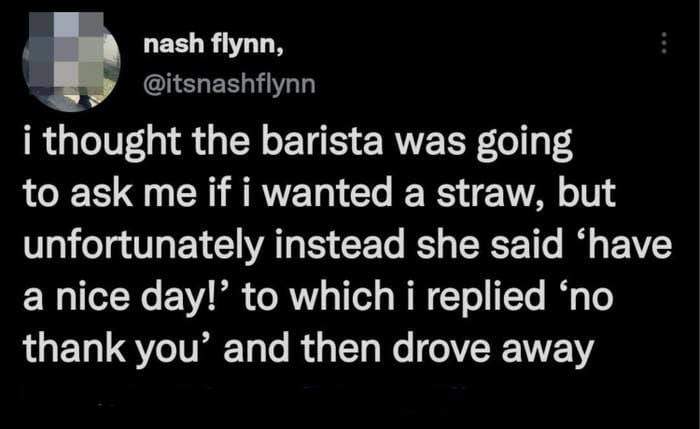 nash flynn,
@itsnashflynn
i thought the barista was going
to ask me if i wanted a straw, but
unfortunately instead she said ‘have
a nice day!’ to which i replied ‘no
thank you’ and then drove away